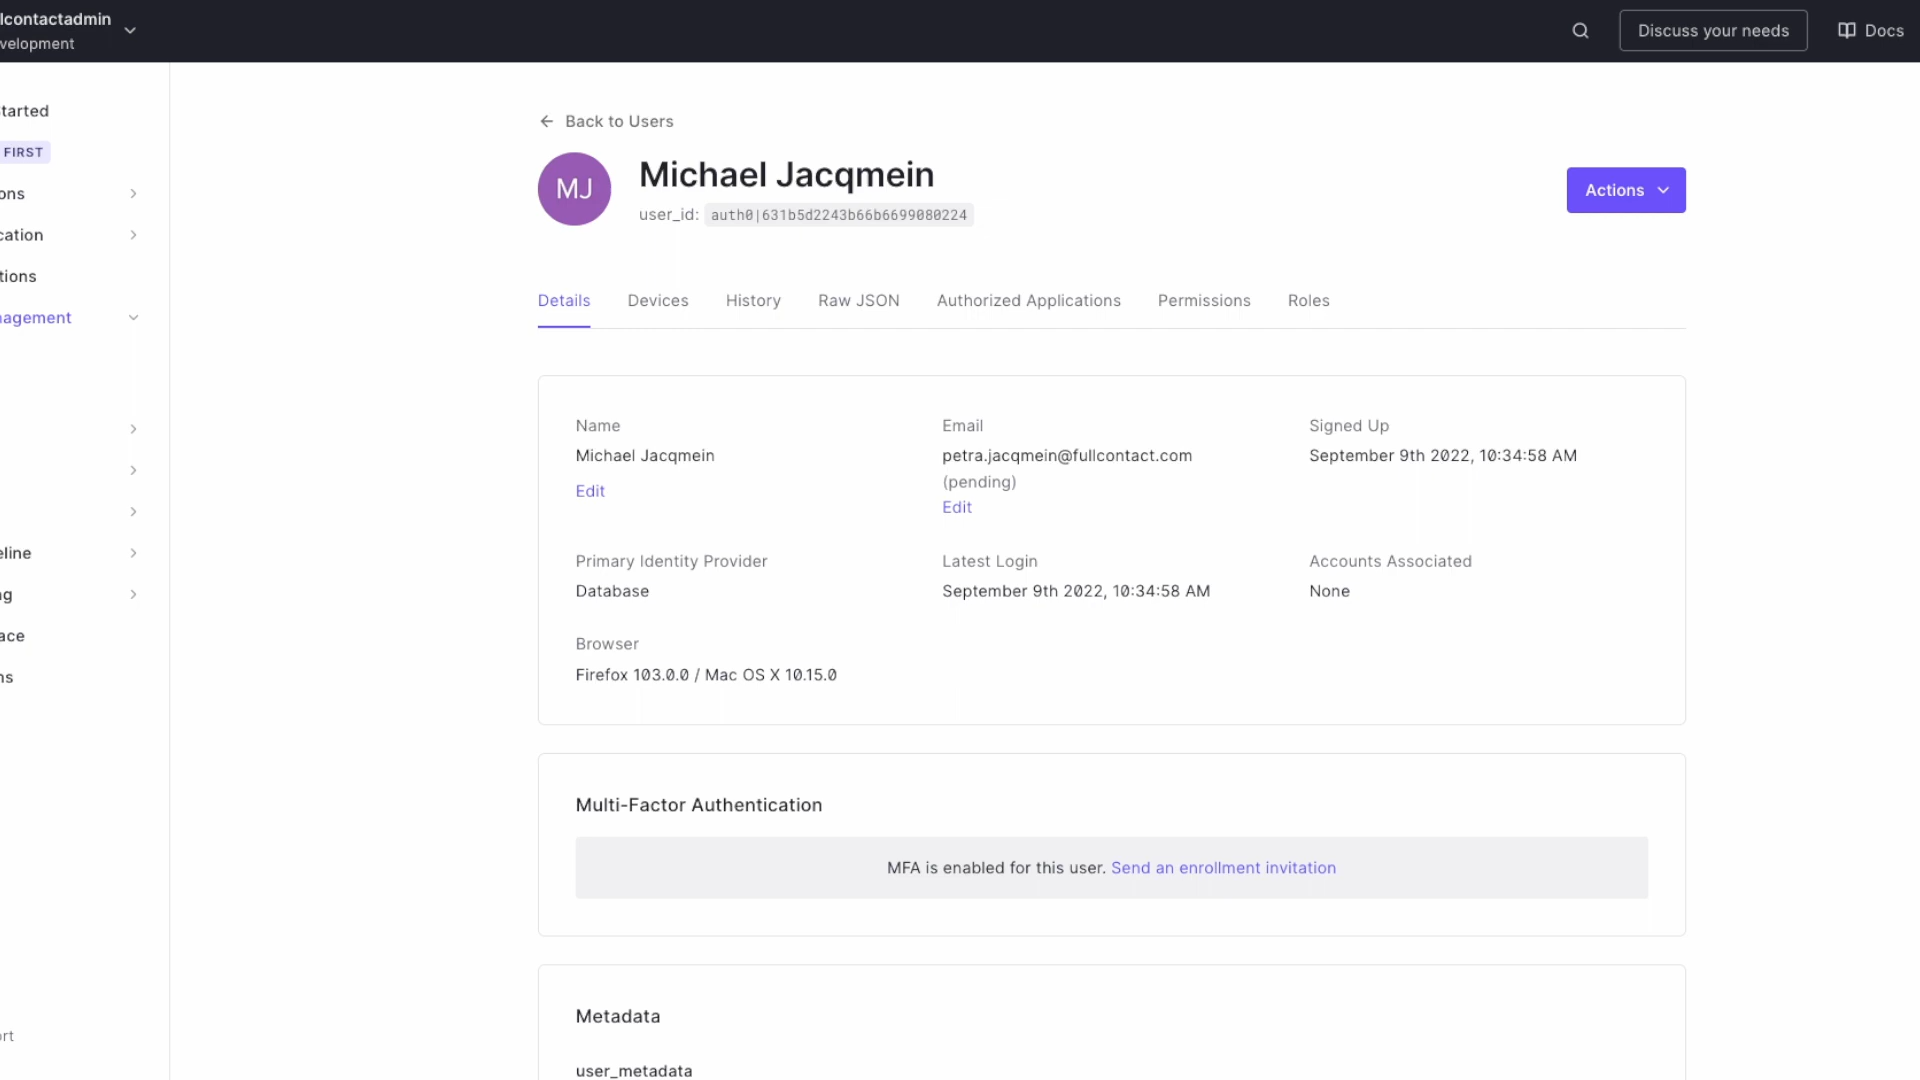 lcontactadmin
velopment
Discuss your needs
Docs
tarted
FIRST
ons
cation
tions
nagement
eline
ng
ace
ns
ort
Back to Users
MJ
Michael Jacqmein
user_id: auth0|631b5d2243b66b6699080224
Actions
Details Devices History Raw JSON Authorized Applications Permissions Roles
Name
Michael Jacqmein
Edit
Email
petra.jacqmein@fullcontact.com
(pending)
Edit
Signed Up
September 9th 2022, 10:34:58 AM
Primary Identity Provider
Database
Latest Login
September 9th 2022, 10:34:58 AM
Accounts Associated
None
Browser
Firefox 103.0.0 / Mac OS X 10.15.0
Multi-Factor Authentication
MFA is enabled for this user. Send an enrollment invitation
Metadata
user_metadata